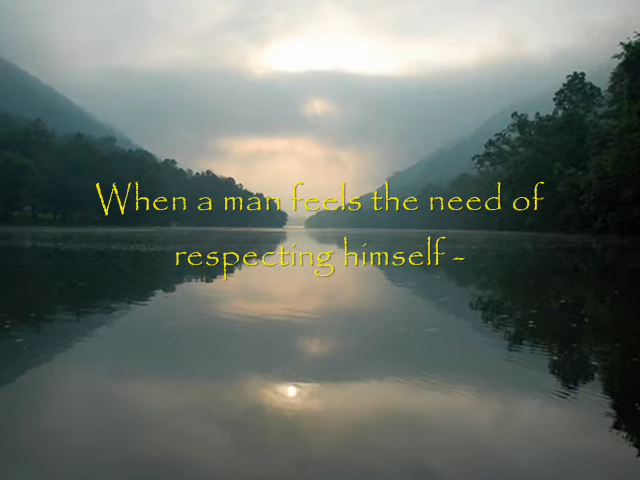 When a man feels the need of
respecting himself -